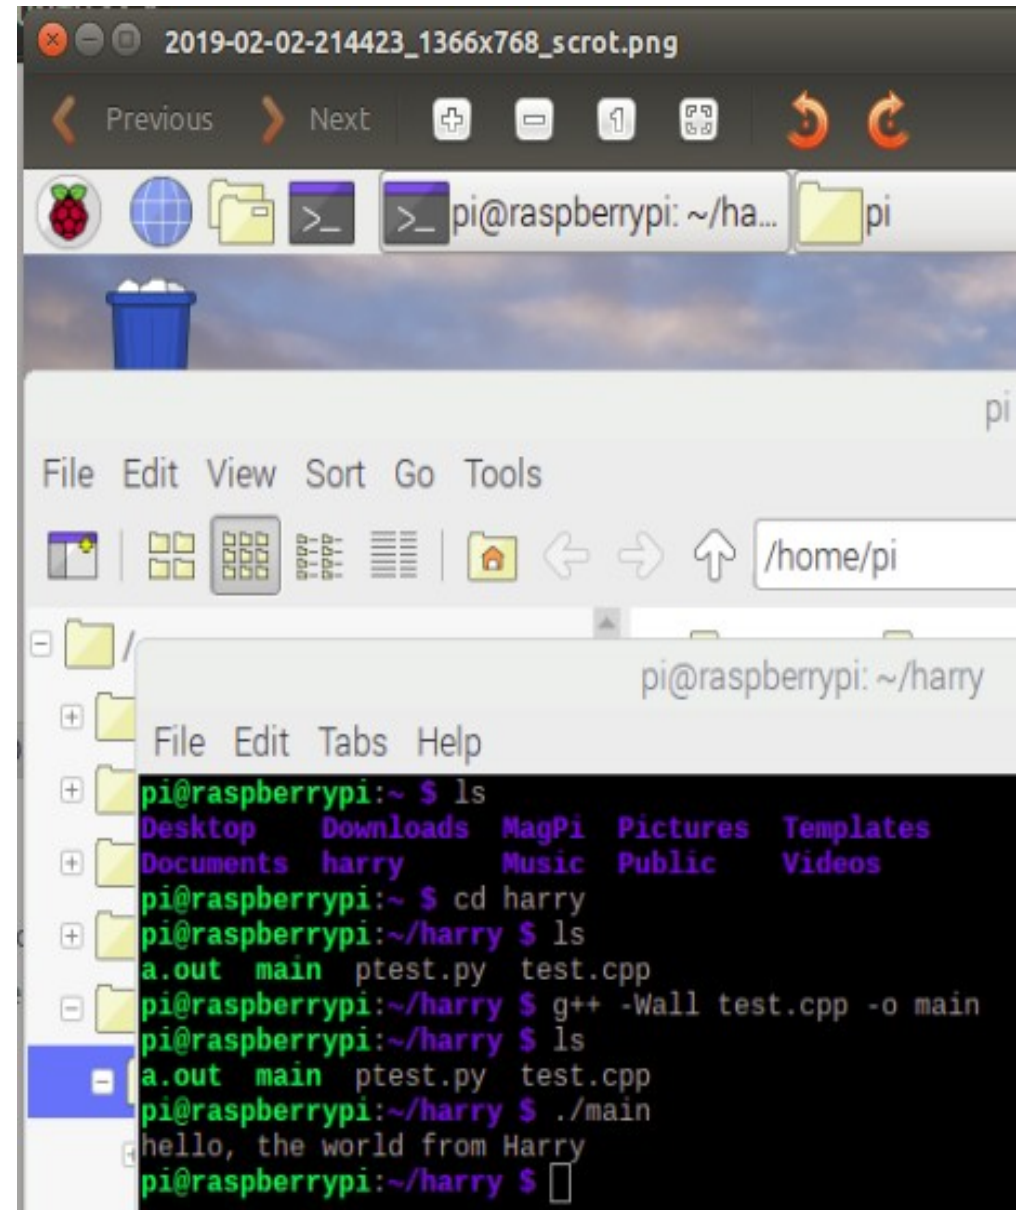 2019-02-02-214423_1366x768_scrot.png
Previous Next
pi@raspberrypi: ~/ha... pi
pi
File Edit View Sort Go Tools
/home/pi
/
pi@raspberrypi: ~/harry
File Edit Tabs Help
pi@raspberrypi:~ $ ls
Desktop Downloads MagPi Pictures Templates
Documents harry Music Public Videos
pi@raspberrypi:~ $ cd harry
pi@raspberrypi:~/harry $ ls
a.out main ptest.py test.cpp
pi@raspberrypi:~/harry $ g++ -Wall test.cpp -o main
pi@raspberrypi:~/harry $ ls
a.out main ptest.py test.cpp
pi@raspberrypi:~/harry $ ./main
hello, the world from Harry
pi@raspberrypi:~/harry $